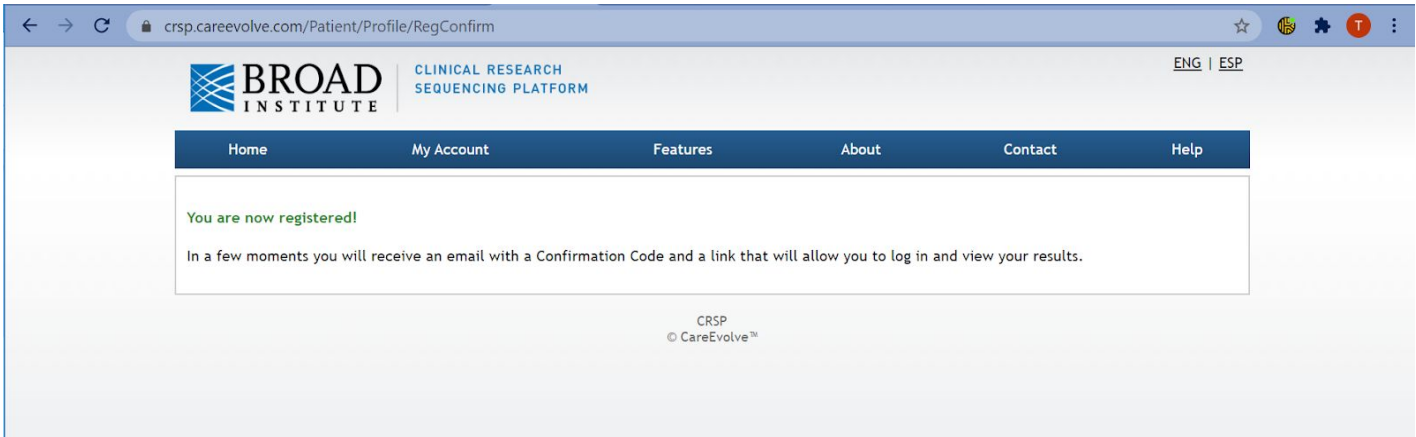 crsp.careevolve.com/Patient/Profile/RegConfirm
T
BROAD INSTITUTE
CLINICAL RESEARCH
SEQUENCING PLATFORM
ENG | ESP
Home My Account Features About Contact Help
You are now registered!
In a few moments you will receive an email with a Confirmation Code and a link that will allow you to log in and view your results.
CRSP
© CareEvolve™